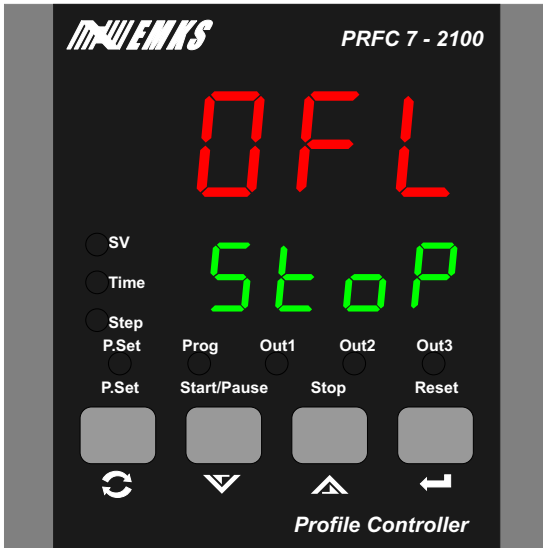 EMKS
PRFC 7 - 2100
OFL
StoP
SV
Time
Step
P.Set Prog Out1 Out2 Out3
P.Set Start/Pause Stop Reset
Profile Controller